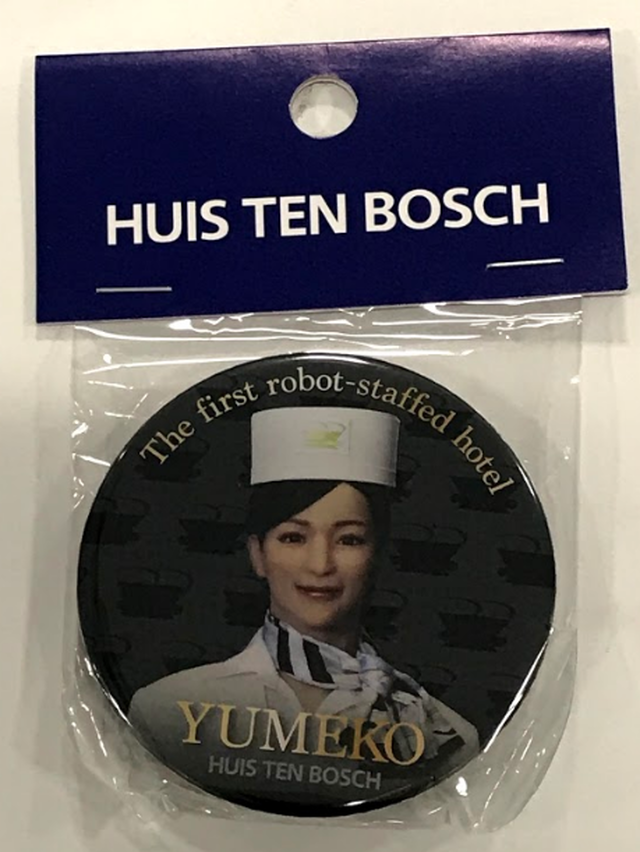 HUIS TEN BOSCH
The first robot-staffed hotel
YUMEKO
HUIS TEN BOSCH